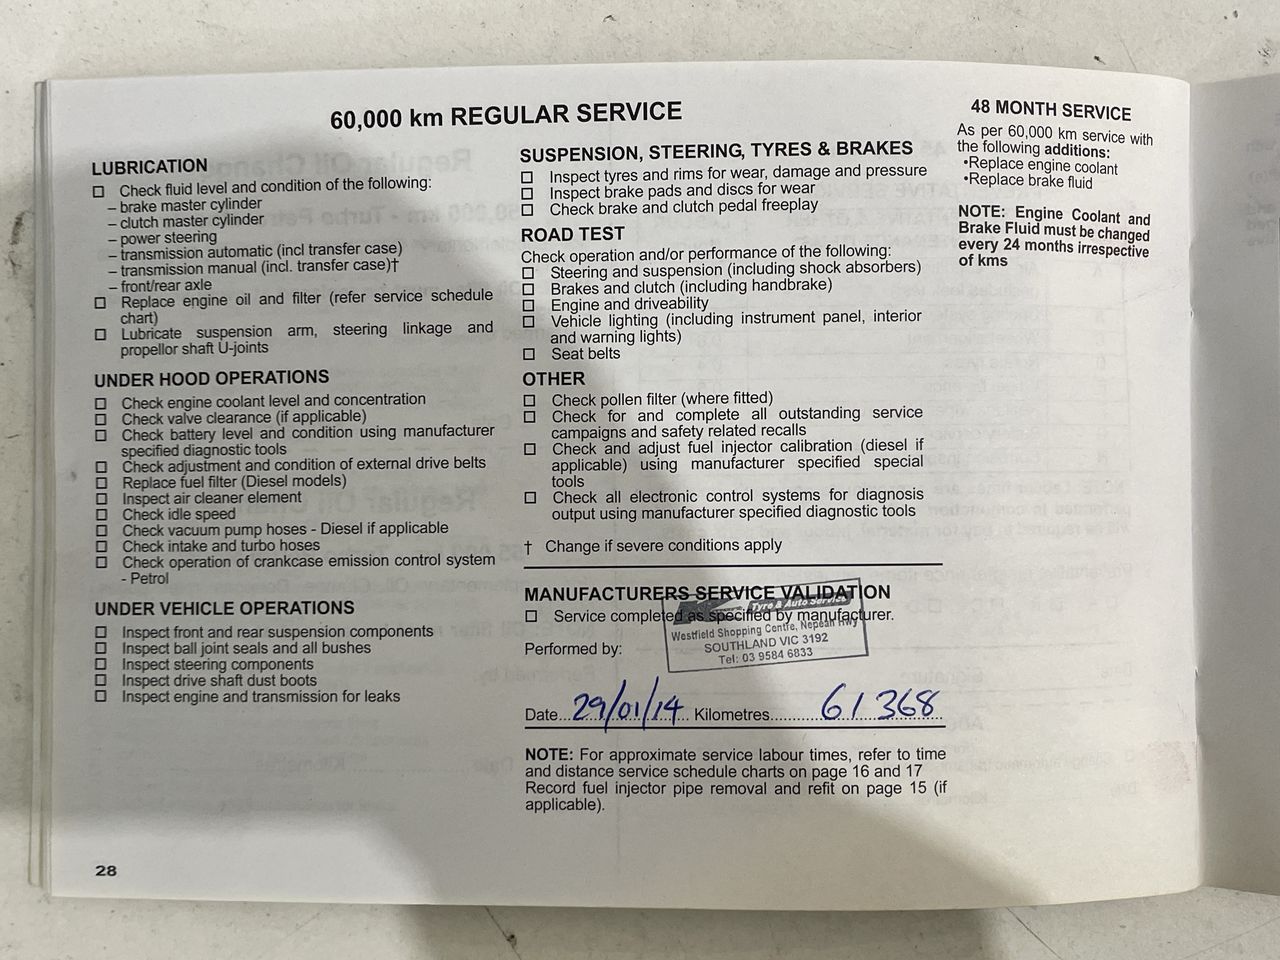 60,000 km REGULAR SERVICE
LUBRICATION
☐ Check fluid level and condition of the following:
– brake master cylinder
– clutch master cylinder
– power steering
– transmission automatic (incl transfer case)
– transmission manual (incl. transfer case)†
– front/rear axle
☐ Replace engine oil and filter (refer service schedule
chart)
☐ Lubricate suspension arm, steering linkage and
propellor shaft U-joints
UNDER HOOD OPERATIONS
☐ Check engine coolant level and concentration
☐ Check valve clearance (if applicable)
☐ Check battery level and condition using manufacturer
specified diagnostic tools
☐ Check adjustment and condition of external drive belts
☐ Replace fuel filter (Diesel models)
☐ Inspect air cleaner element
☐ Check idle speed
☐ Check vacuum pump hoses - Diesel if applicable
☐ Check intake and turbo hoses
☐ Check operation of crankcase emission control system
- Petrol
UNDER VEHICLE OPERATIONS
☐ Inspect front and rear suspension components
☐ Inspect ball joint seals and all bushes
☐ Inspect steering components
☐ Inspect drive shaft dust boots
☐ Inspect engine and transmission for leaks
28
SUSPENSION, STEERING, TYRES & BRAKES
☐ Inspect tyres and rims for wear, damage and pressure
☐ Inspect brake pads and discs for wear
☐ Check brake and clutch pedal freeplay
ROAD TEST
Check operation and/or performance of the following:
☐ Steering and suspension (including shock absorbers)
☐ Brakes and clutch (including handbrake)
☐ Engine and driveability
☐ Vehicle lighting (including instrument panel, interior
and warning lights)
☐ Seat belts
OTHER
☐ Check pollen filter (where fitted)
☐ Check for and complete all outstanding service
campaigns and safety related recalls
☐ Check and adjust fuel injector calibration (diesel if
applicable) using manufacturer specified special
tools
☐ Check all electronic control systems for diagnosis
output using manufacturer specified diagnostic tools
† Change if severe conditions apply
MANUFACTURERS SERVICE VALIDATION
☐ Service completed as specified by manufacturer.
Performed by:
Tyre & Auto Service
Westfield Shopping Centre, Nepean Hwy
SOUTHLAND VIC 3192
Tel: 03 9584 6833
Date...29/01/14 Kilometres...61 368
NOTE: For approximate service labour times, refer to time
and distance service schedule charts on page 16 and 17
Record fuel injector pipe removal and refit on page 15 (if
applicable).
48 MONTH SERVICE
As per 60,000 km service with
the following additions:
•Replace engine coolant
•Replace brake fluid
NOTE: Engine Coolant and
Brake Fluid must be changed
every 24 months irrespective
of kms